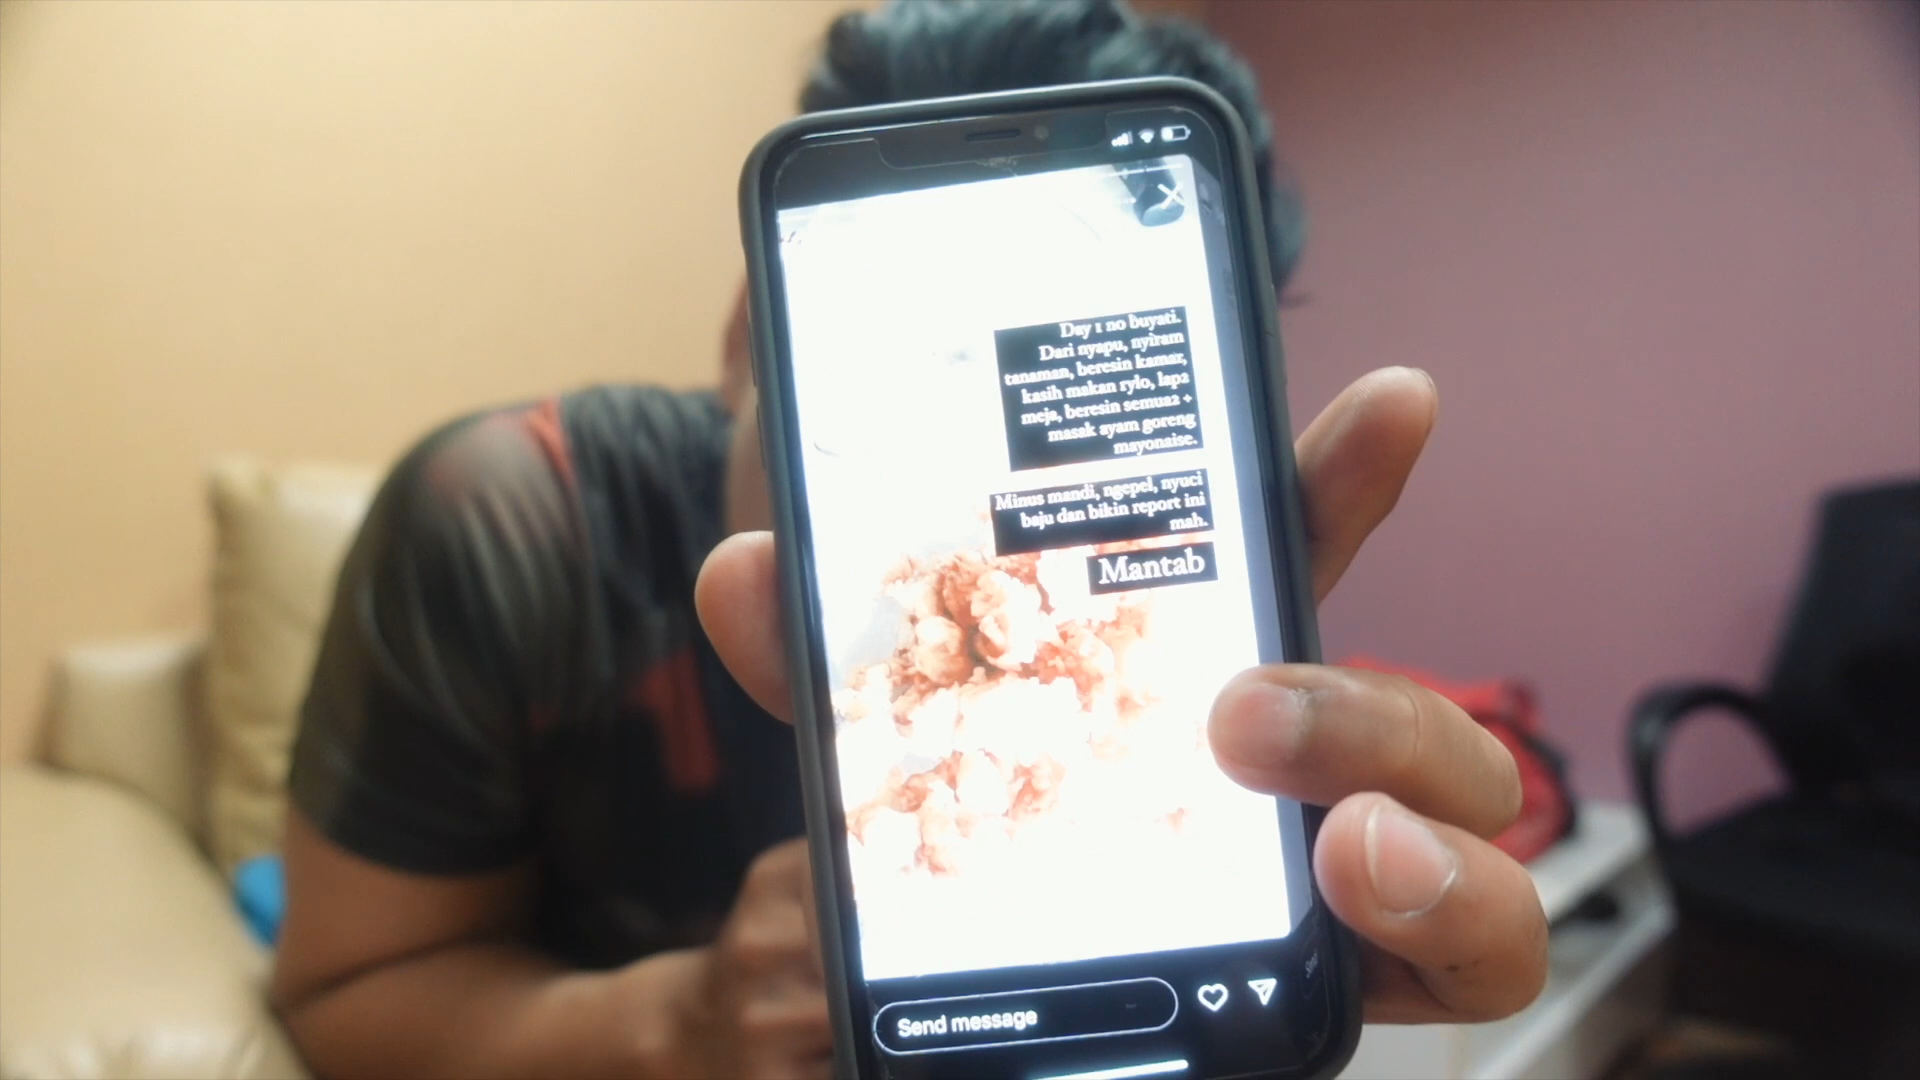 Day 1 no buyati.
Dari nyapu, nyiram
tanaman, beresin kamar,
kasih makan rylo, lap2
meja, beresin semua2 +
masak ayam goreng
mayonaise.
Minus mandi, ngepel, nyuci
baju dan bikin report ini
mah.
Mantab
Send message